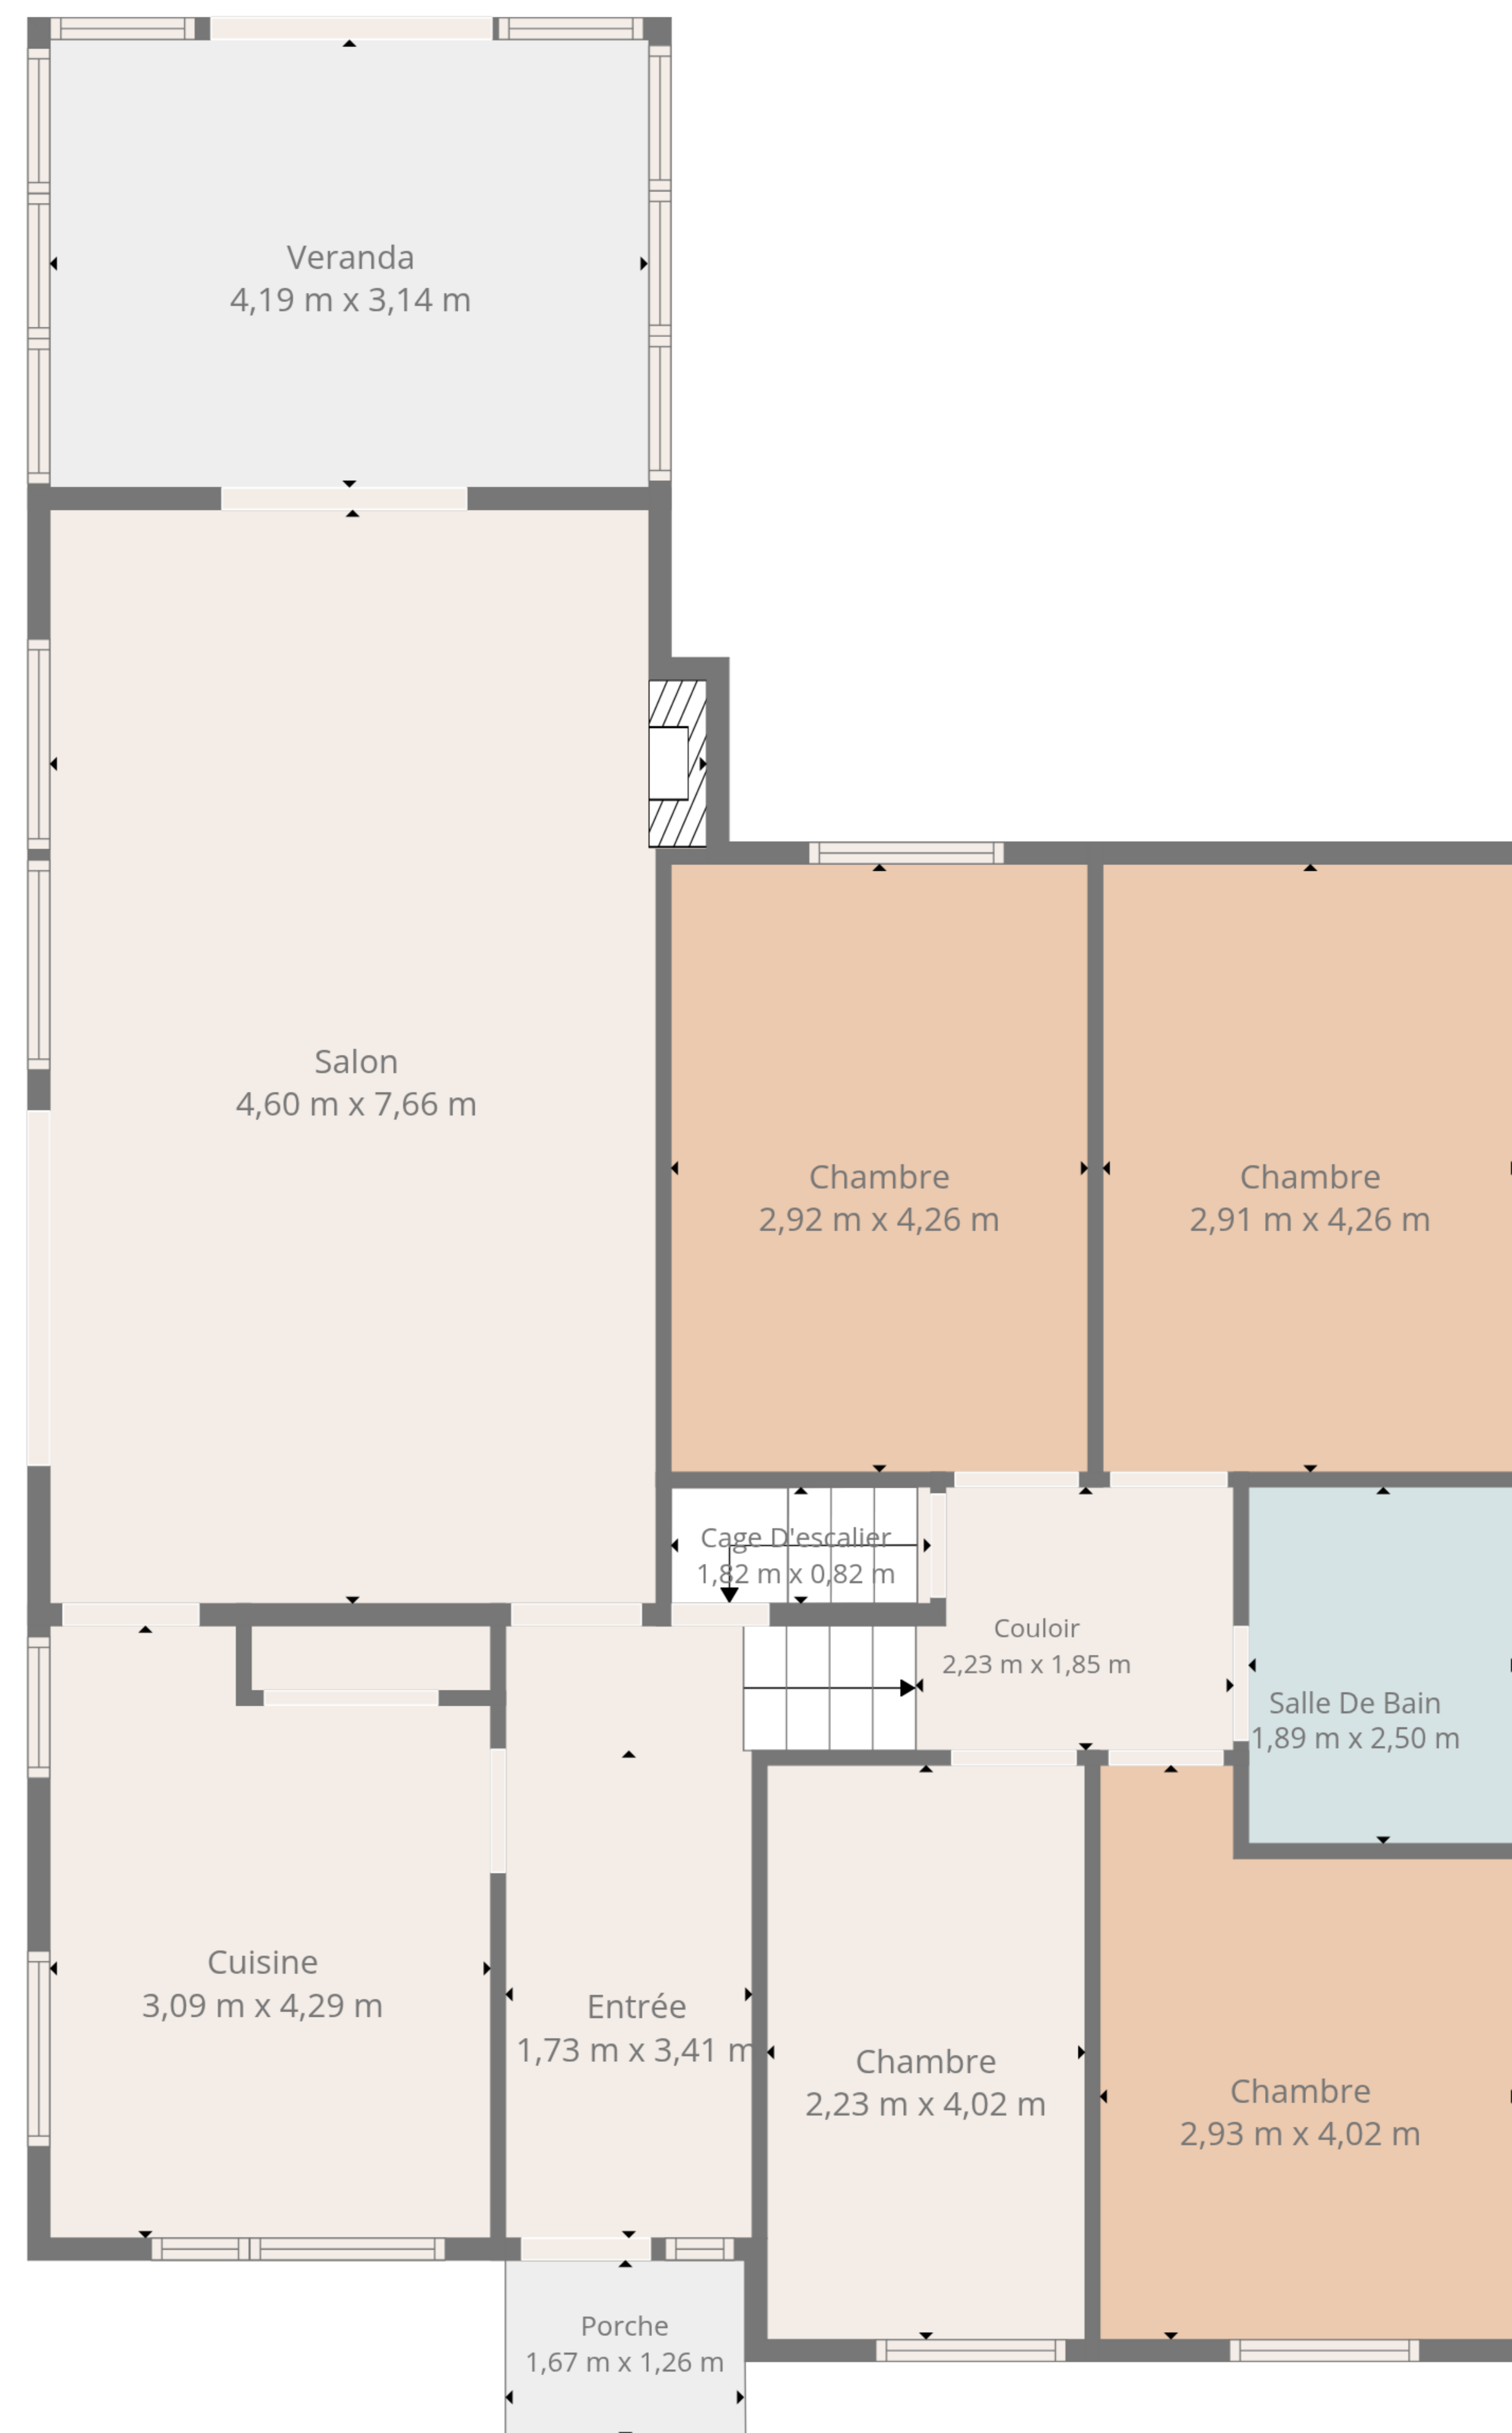 Veranda
4,19 m x 3,14 m
Salon
4,60 m x 7,66 m
Chambre
2,92 m x 4,26 m
Chambre
2,91 m x 4,26 m
Cage D'escalier
1,82 m x 0,82 m
Couloir
2,23 m x 1,85 m
Salle De Bain
1,89 m x 2,50 m
Cuisine
3,09 m x 4,29 m
Entrée
1,73 m x 3,41 m
Chambre
2,23 m x 4,02 m
Chambre
2,93 m x 4,02 m
Porche
1,67 m x 1,26 m